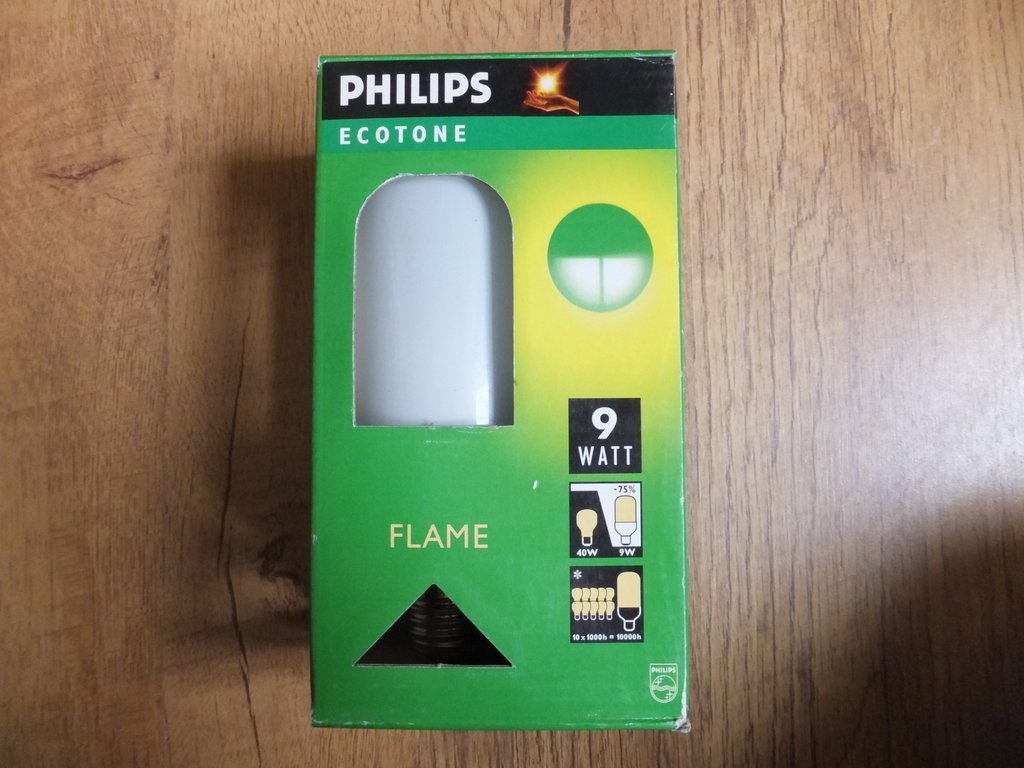 PHILIPS
ECOTONE
9
WATT
-75%
40W 9W
FLAME
*
10 x 1000h = 10000h
PHILIPS